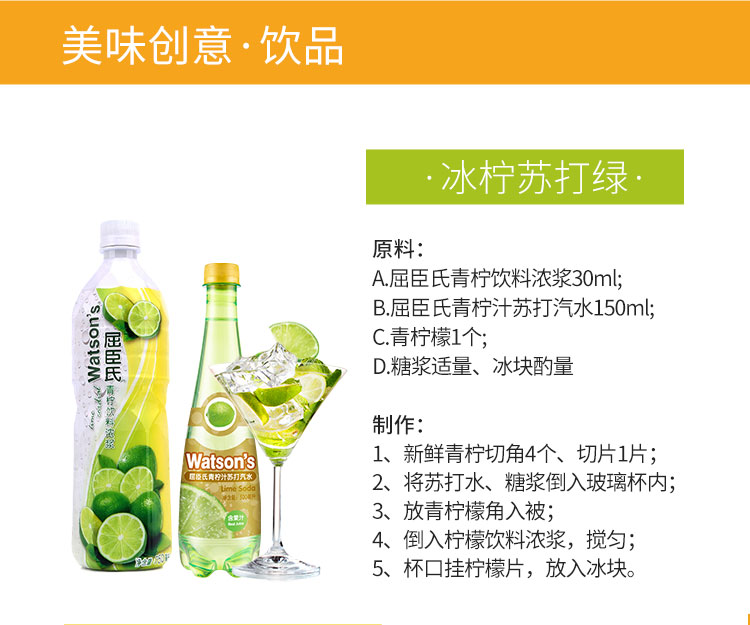 美味创意·饮品
·冰柠苏打绿·
原料：
A.屈臣氏青柠饮料浓浆30ml;
B.屈臣氏青柠汁苏打汽水150ml;
C.青柠檬1个;
D.糖浆适量、冰块酌量
制作：
1、新鲜青柠切角4个、切片1片；
2、将苏打水、糖浆倒入玻璃杯内；
3、放青柠檬角入被；
4、倒入柠檬饮料浓浆，搅匀；
5、杯口挂柠檬片，放入冰块。
Watson's
屈臣氏
青柠饮料浓浆
Watson's
屈臣氏青柠汁苏打汽水
Lime Soda
含果汁